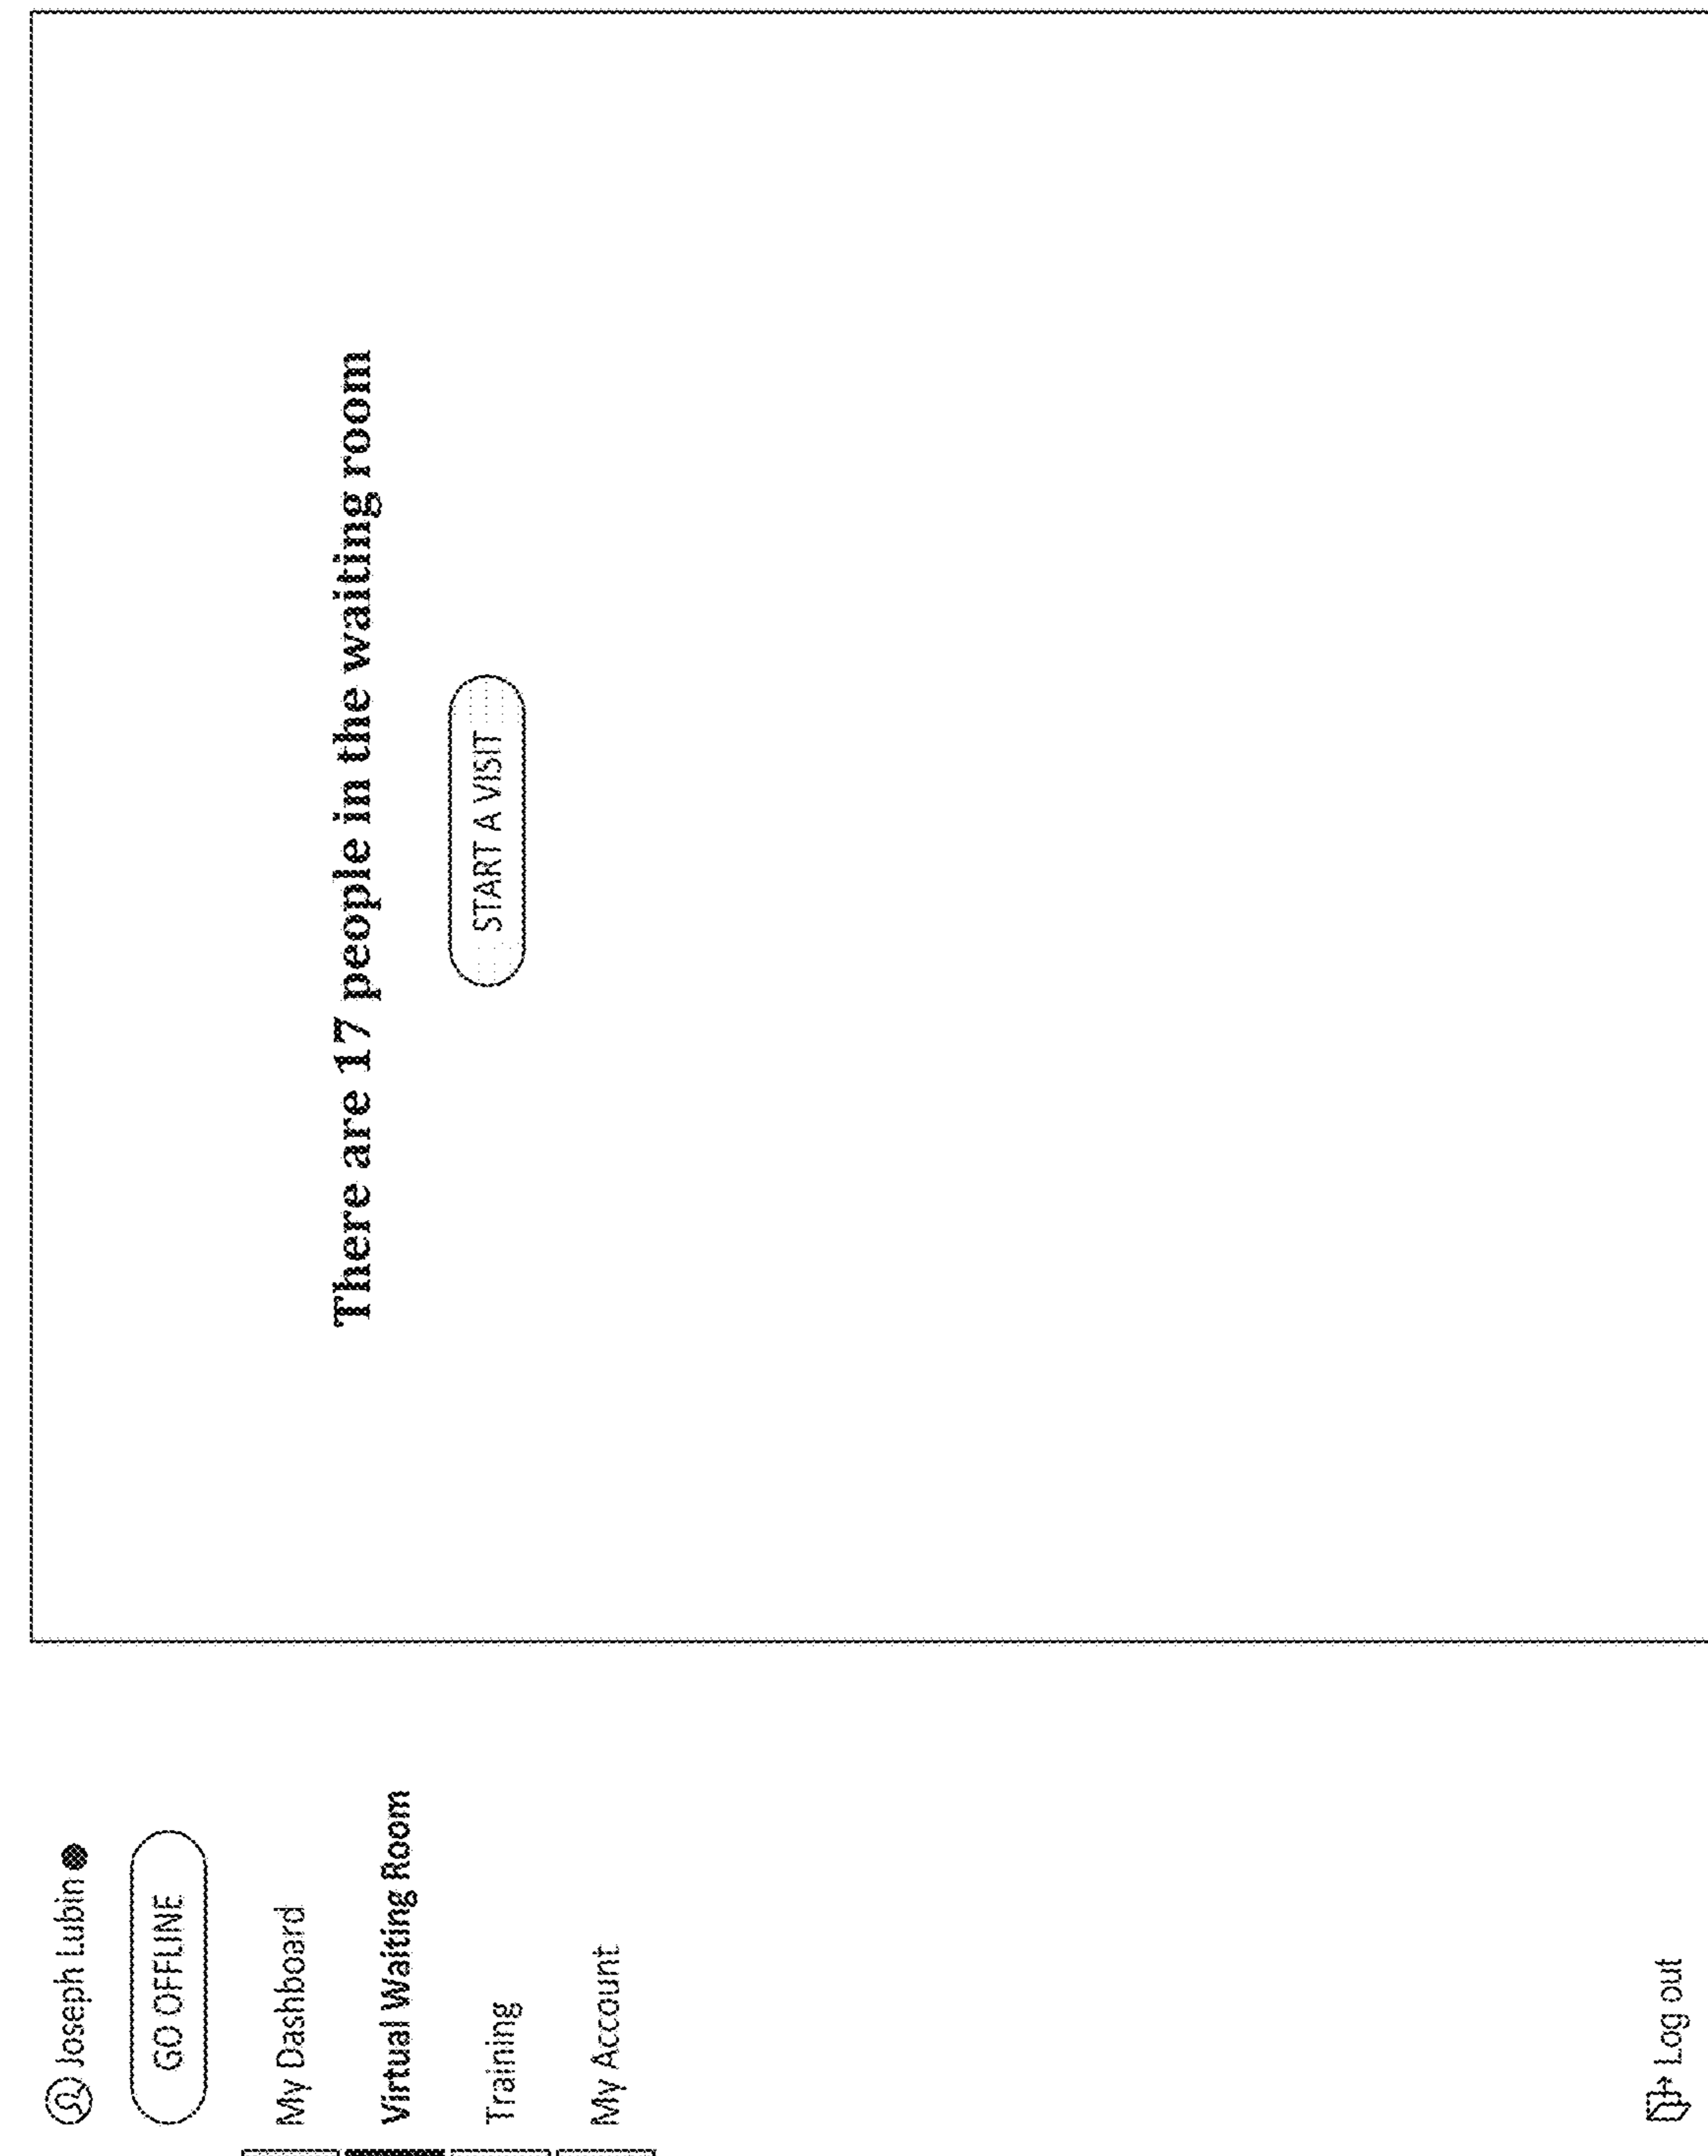 Joseph Lubin
GO OFFLINE
My Dashboard
Virtual Waiting Room
Training
My Account
Log out
There are 17 people in the waiting room
START A VISIT